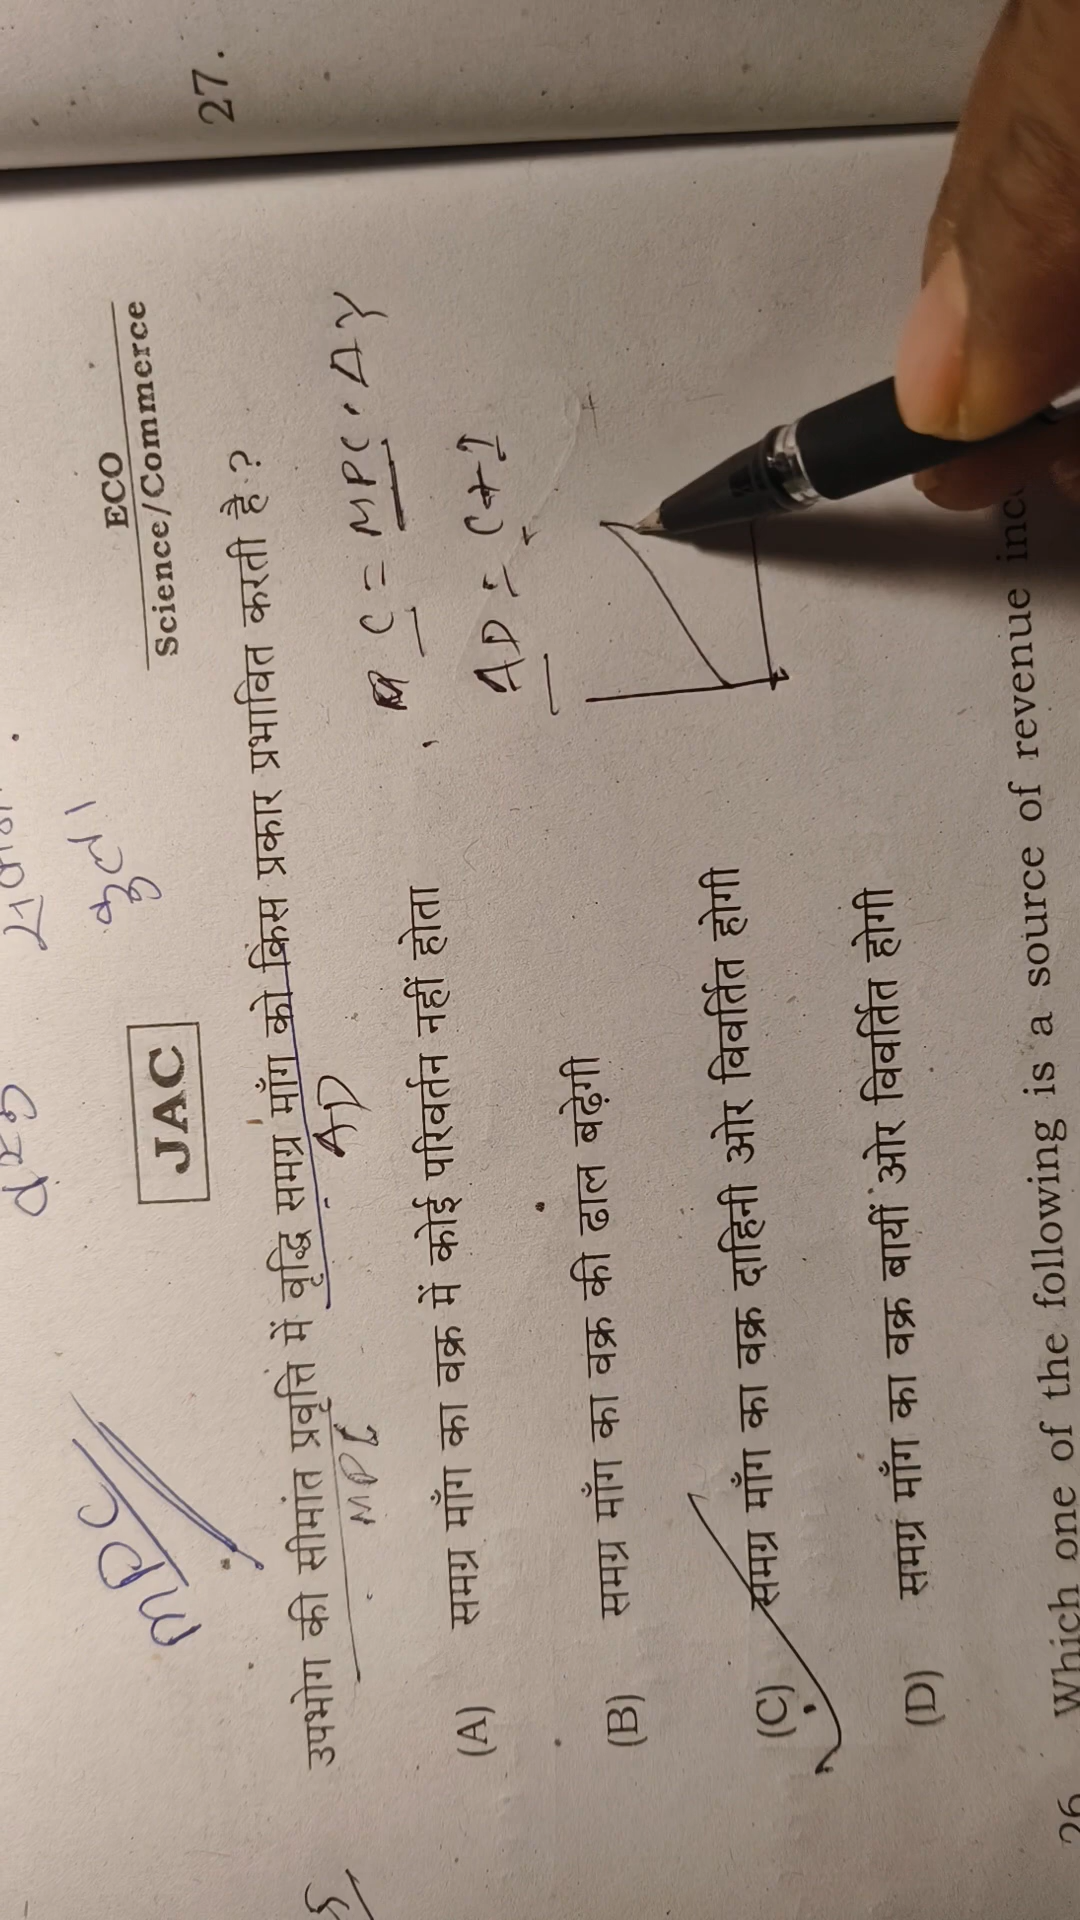 कुल।
MPC
JAC
ECO
Science/Commerce
27.
उपभोग की सीमांत प्रवृत्ति में वृद्धि समग्र माँग को किस प्रकार प्रभावित करती है ?
MPC
AD
C = MPC . ΔY
(A) समग्र माँग का वक्र में कोई परिवर्तन नहीं होता
AD = C + I
(B) समग्र माँग का वक्र की ढाल बढ़ेगी
(C) समग्र माँग का वक्र दाहिनी ओर विवर्तित होगी
(D) समग्र माँग का वक्र बायीं ओर विवर्तित होगी
26 Which one of the following is a source of revenue